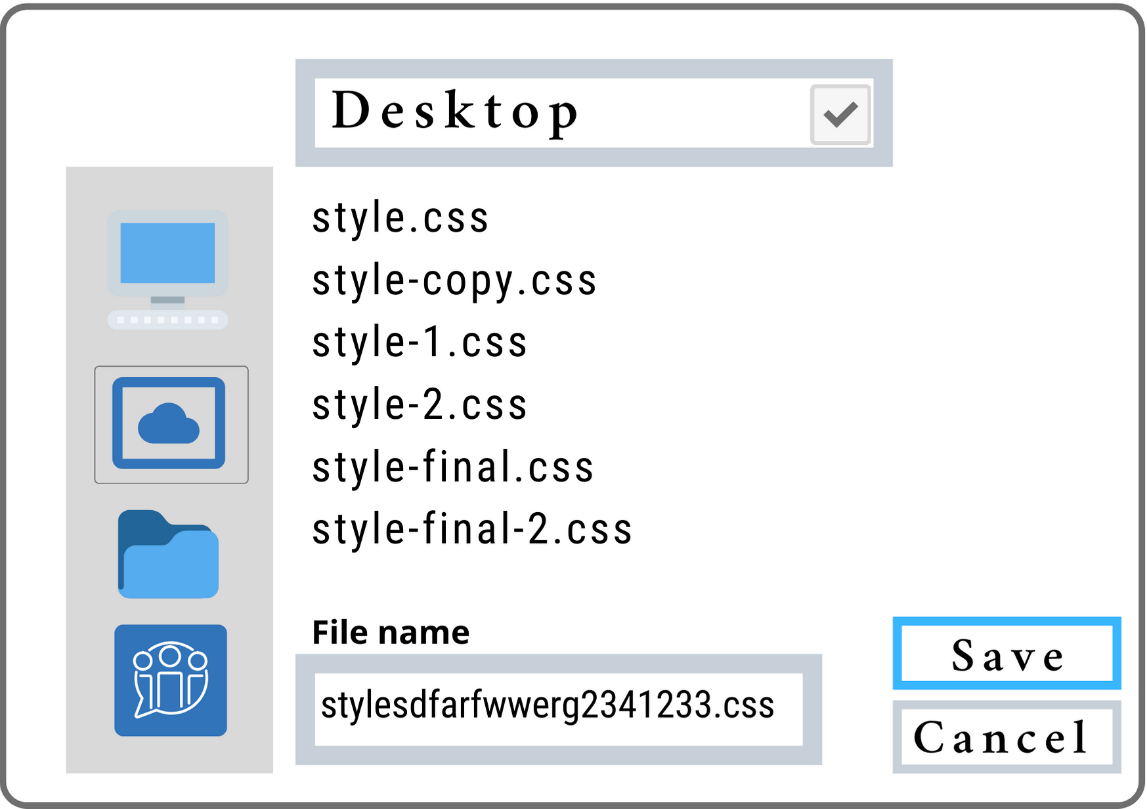 Desktop
style.css
style-copy.css
style-1.css
style-2.css
style-final.css
style-final-2.css
File name
stylesdfarfwwerg2341233.css
Save
Cancel